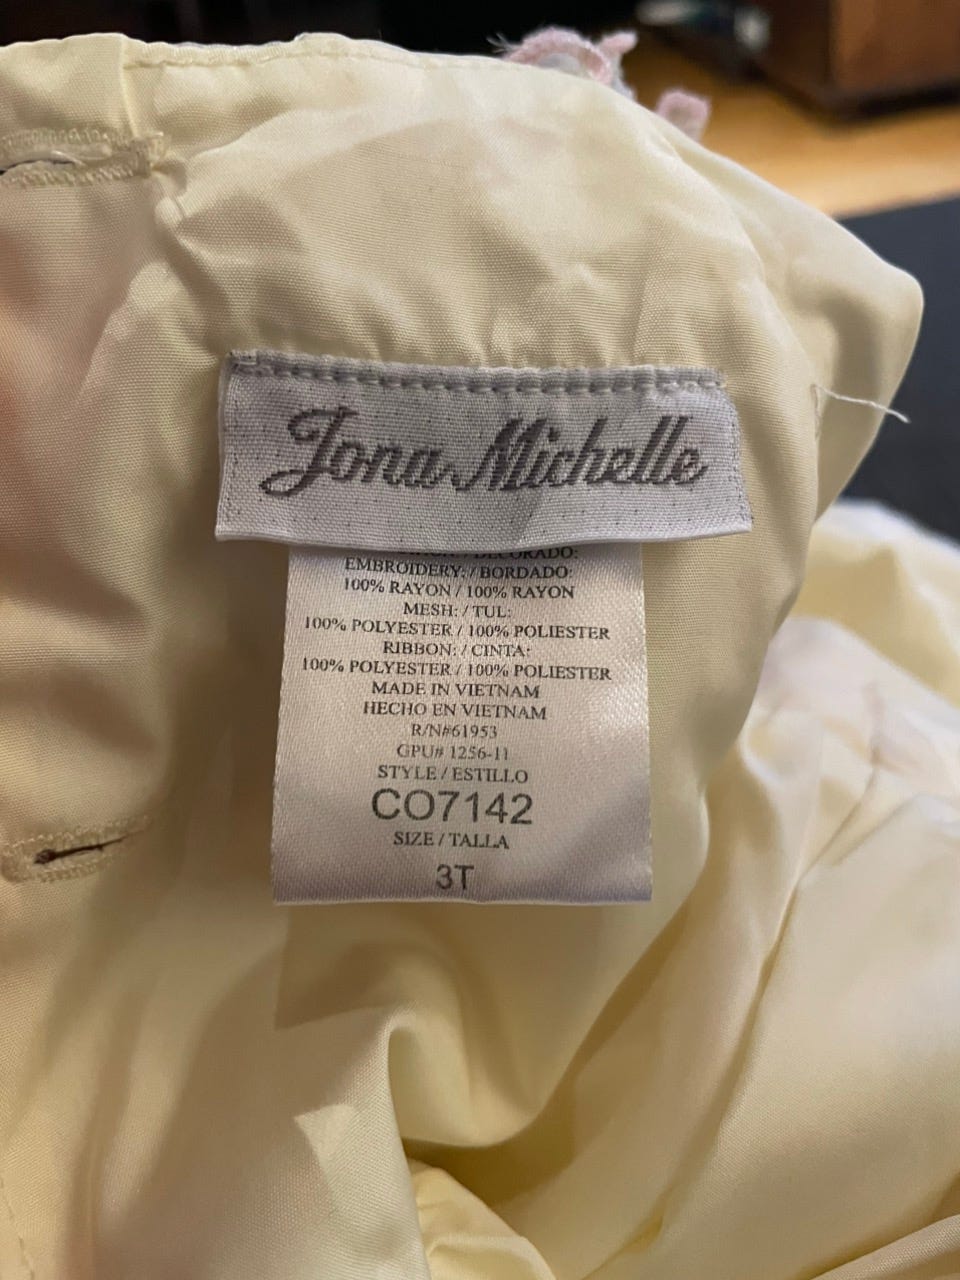 Jona Michelle
DECORADO:
EMBROIDERY: / BORDADO:
100% RAYON / 100% RAYON
MESH: / TUL:
100% POLYESTER / 100% POLIESTER
RIBBON: / CINTA:
100% POLYESTER / 100% POLIESTER
MADE IN VIETNAM
HECHO EN VIETNAM
R/N#61953
GPU# 1256-11
STYLE / ESTILLO
CO7142
SIZE / TALLA
3T